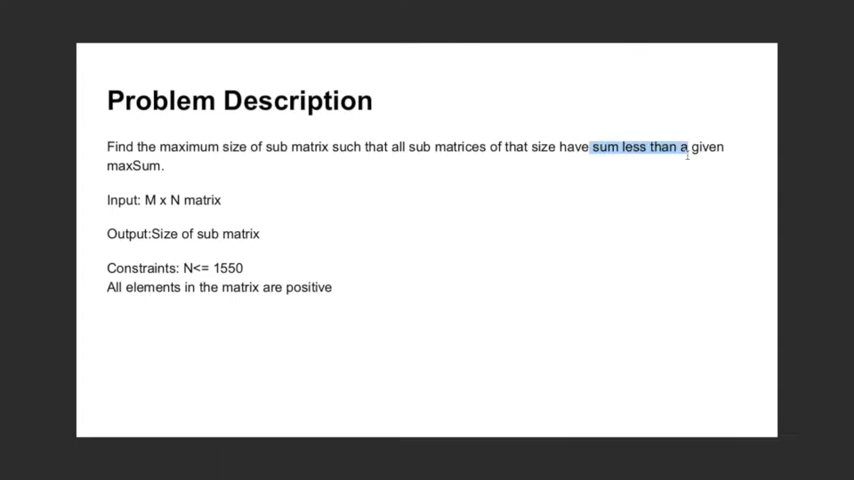 Problem Description
Find the maximum size of sub matrix such that all sub matrices of that size have sum less than a given
maxSum.
Input: M x N matrix
Output:Size of sub matrix
Constraints: N<= 1550
All elements in the matrix are positive